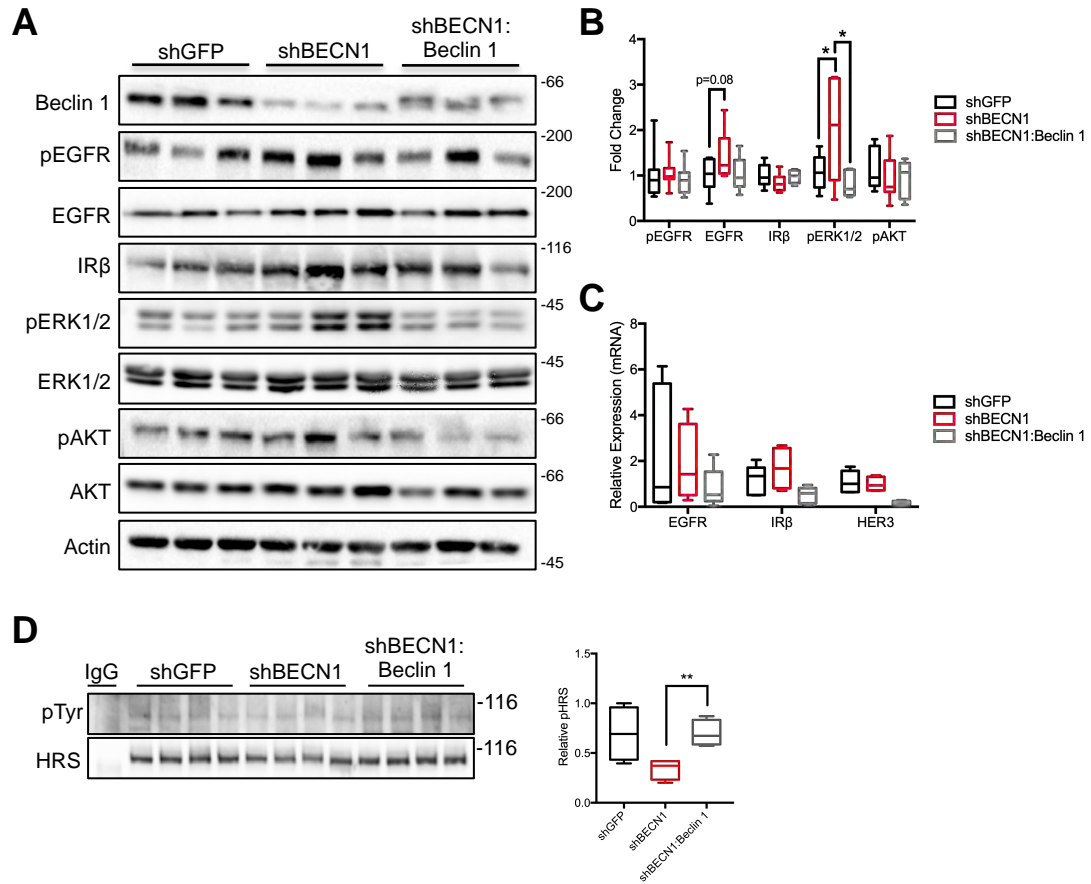 A
shGFP
shBECN1
shBECN1:
Beclin 1
Beclin 1
-66
pEGFR
-200
EGFR
-200
IRβ
-116
pERK1/2
-45
ERK1/2
-45
pAKT
-66
AKT
-66
Actin
-45
B
Fold Change
4
3
2
1
0
p=0.08
*
*
pEGFR
EGFR
IRβ
pERK1/2
pAKT
shGFP
shBECN1
shBECN1:Beclin 1
C
Relative Expression (mRNA)
8
6
4
2
0
EGFR
IRβ
HER3
shGFP
shBECN1
shBECN1:Beclin 1
D
IgG
shGFP
shBECN1
shBECN1:
Beclin 1
pTyr
-116
HRS
-116
Relative pHRS
1.5
1.0
0.5
0.0
**
shGFP
shBECN1
shBECN1:Beclin 1